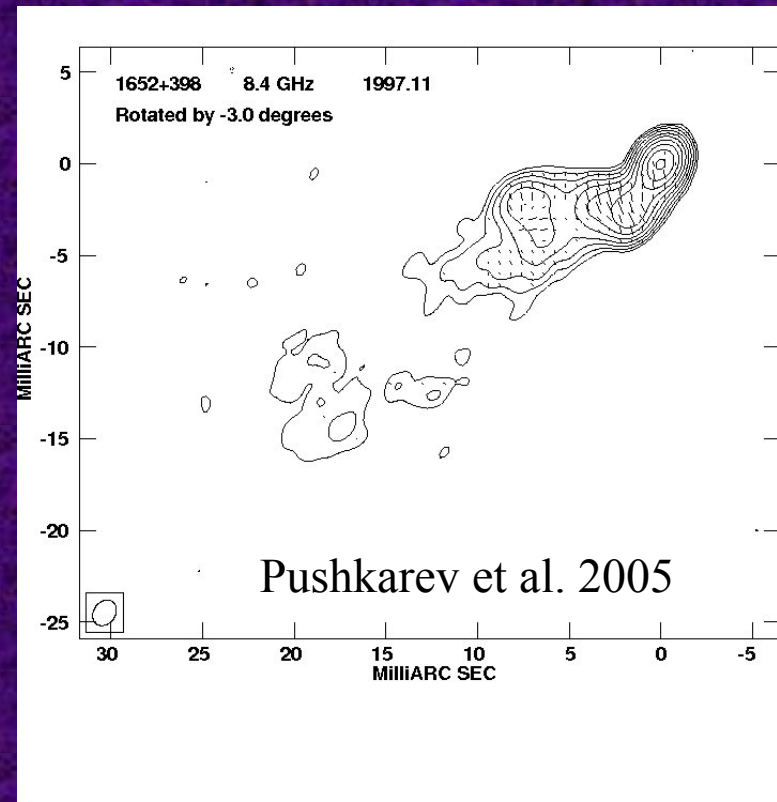 1652+398 8.4 GHz 1997.11
Rotated by -3.0 degrees
5
0
-5
-10
-15
-20
-25
MilliARC SEC
Pushkarev et al. 2005
30 25 20 15 10 5 0 -5
MilliARC SEC